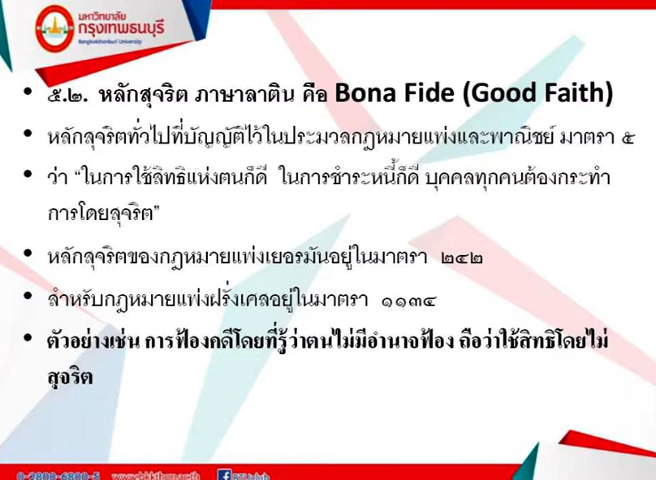 มหาวิทยาลัย
กรุงเทพธนบุรี
Bangkokthonburi University
• ๕.๒. หลักสุจริต ภาษาลาติน คือ Bona Fide (Good Faith)
• หลักสุจริตทั่วไปที่บัญญัติไว้ในประมวลกฎหมายแพ่งและพาณิชย์ มาตรา ๕
• ว่า “ในการใช้สิทธิแห่งตนก็ดี ในการชำระหนี้ก็ดี บุคคลทุกคนต้องกระทำ
การโดยสุจริต”
• หลักสุจริตของกฎหมายแพ่งเยอรมันอยู่ในมาตรา ๒๔๒
• สำหรับกฎหมายแพ่งฝรั่งเศสอยู่ในมาตรา ๑๑๓๔
• ตัวอย่างเช่น การฟ้องคดีโดยที่รู้ว่าตนไม่มีอำนาจฟ้อง ถือว่าใช้สิทธิโดยไม่
สุจริต
0-2800-6800-5 www.bkkthon.ac.th BTUclub